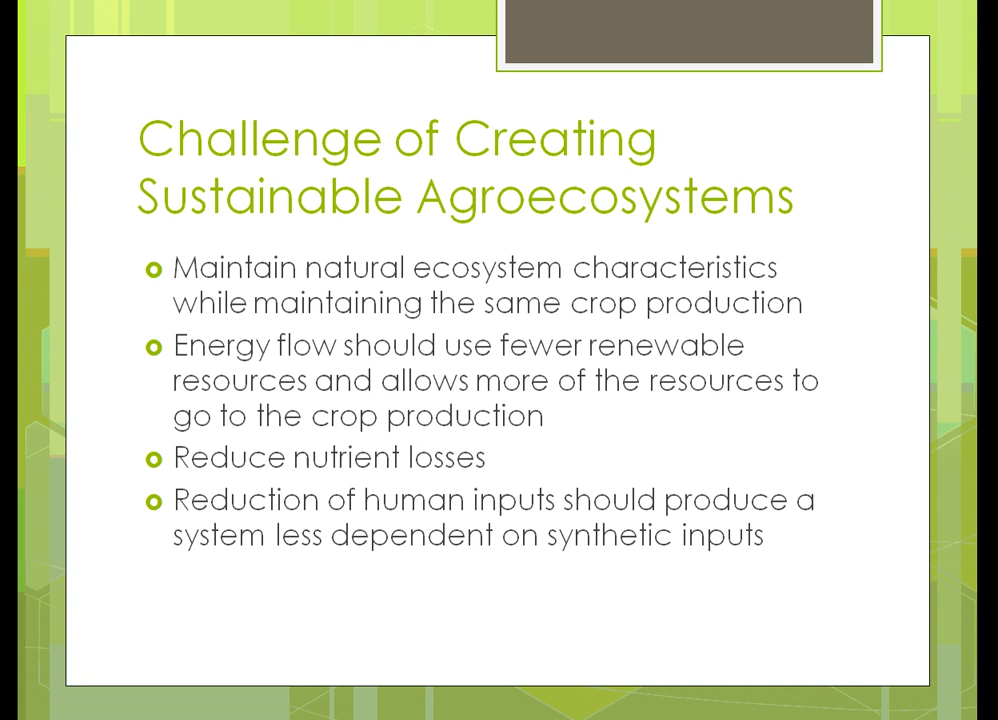 Challenge of Creating
Sustainable Agroecosystems
Maintain natural ecosystem characteristics
while maintaining the same crop production
Energy flow should use fewer renewable
resources and allows more of the resources to
go to the crop production
Reduce nutrient losses
Reduction of human inputs should produce a
system less dependent on synthetic inputs